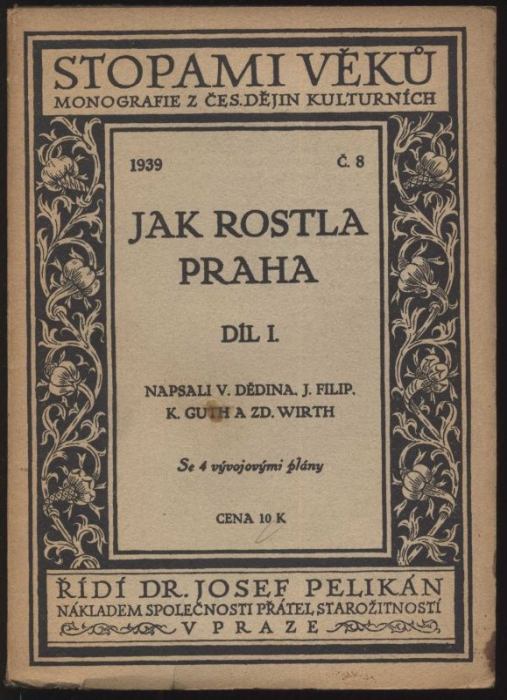 STOPAMI VĚKŮ
MONOGRAFIE Z ČES. DĚJIN KULTURNÍCH
1939 Č. 8
JAK ROSTLA
PRAHA
DÍL I.
NAPSALI V. DĚDINA, J. FILIP,
K. GUTH A ZD. WIRTH
Se 4 vývojovými plány
CENA 10 K
ŘÍDÍ DR. JOSEF PELIKÁN
NÁKLADEM SPOLEČNOSTI PŘÁTEL STAROŽITNOSTÍ
V PRAZE